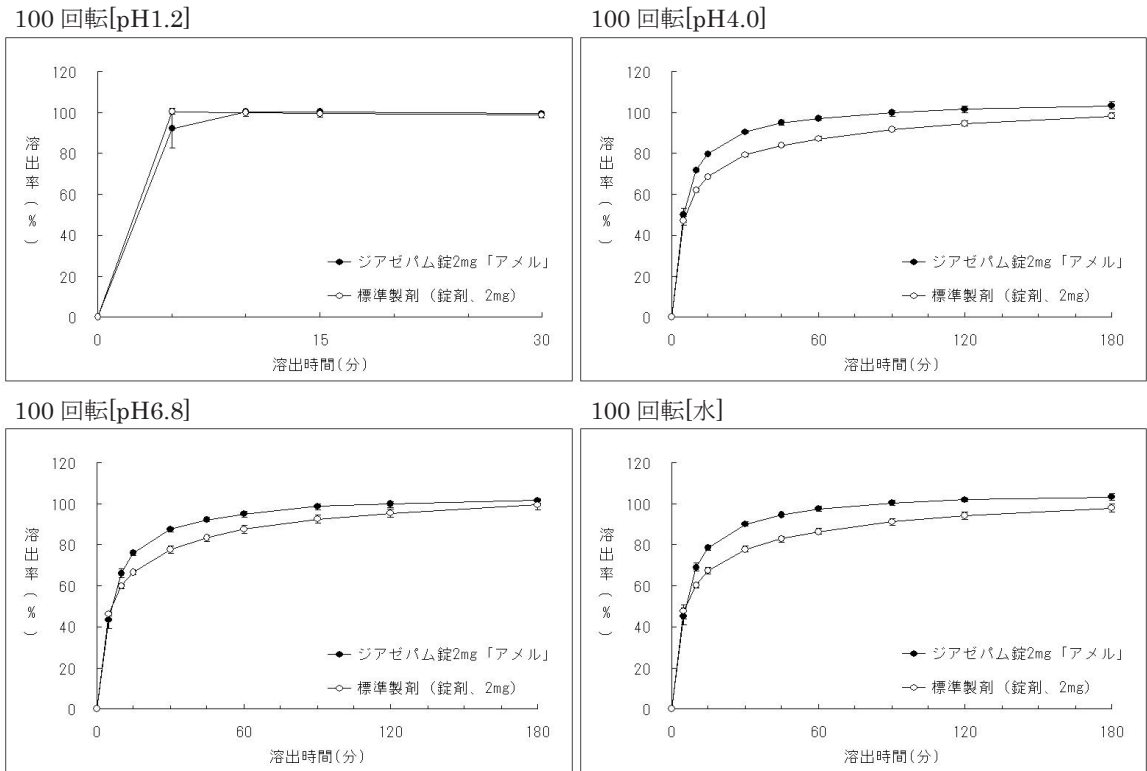 100 回転[pH1.2]
120
100
80
60
40
20
0
溶出率(%)
ジアゼパム錠2mg「アメル」
標準製剤（錠剤、2mg）
0
15
30
溶出時間(分)
100 回転[pH4.0]
120
100
80
60
40
20
0
溶出率(%)
ジアゼパム錠2mg「アメル」
標準製剤（錠剤、2mg）
0
60
120
180
溶出時間(分)
100 回転[pH6.8]
120
100
80
60
40
20
0
溶出率(%)
ジアゼパム錠2mg「アメル」
標準製剤（錠剤、2mg）
0
60
120
180
溶出時間(分)
100 回転[水]
120
100
80
60
40
20
0
溶出率(%)
ジアゼパム錠2mg「アメル」
標準製剤（錠剤、2mg）
0
60
120
180
溶出時間(分)